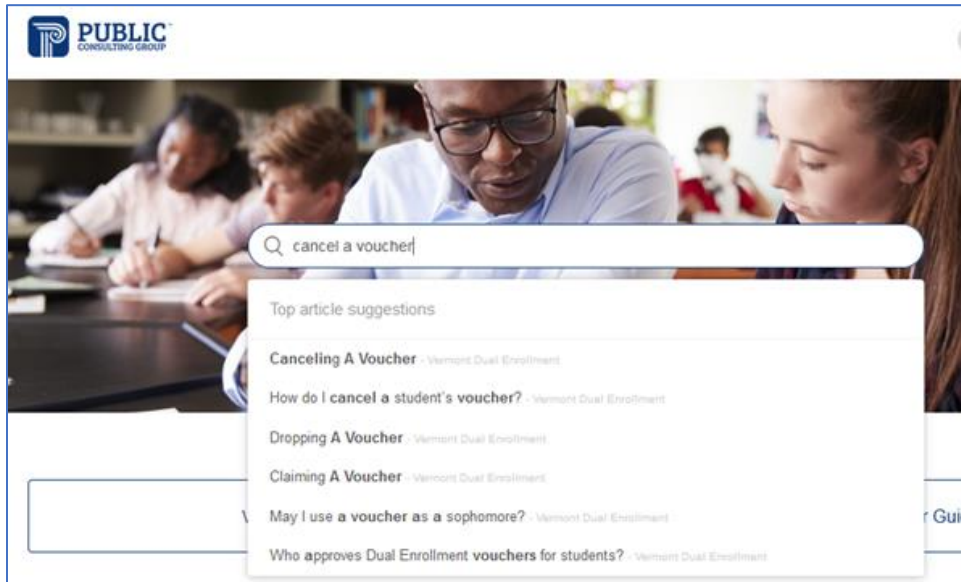 PUBLIC
CONSULTING GROUP
cancel a voucher
Top article suggestions
Canceling A Voucher - Vermont Dual Enrollment
How do I cancel a student's voucher? - Vermont Dual Enrollment
Dropping A Voucher - Vermont Dual Enrollment
Claiming A Voucher - Vermont Dual Enrollment
May I use a voucher as a sophomore? - Vermont Dual Enrollment
Who approves Dual Enrollment vouchers for students? - Vermont Dual Enrollment